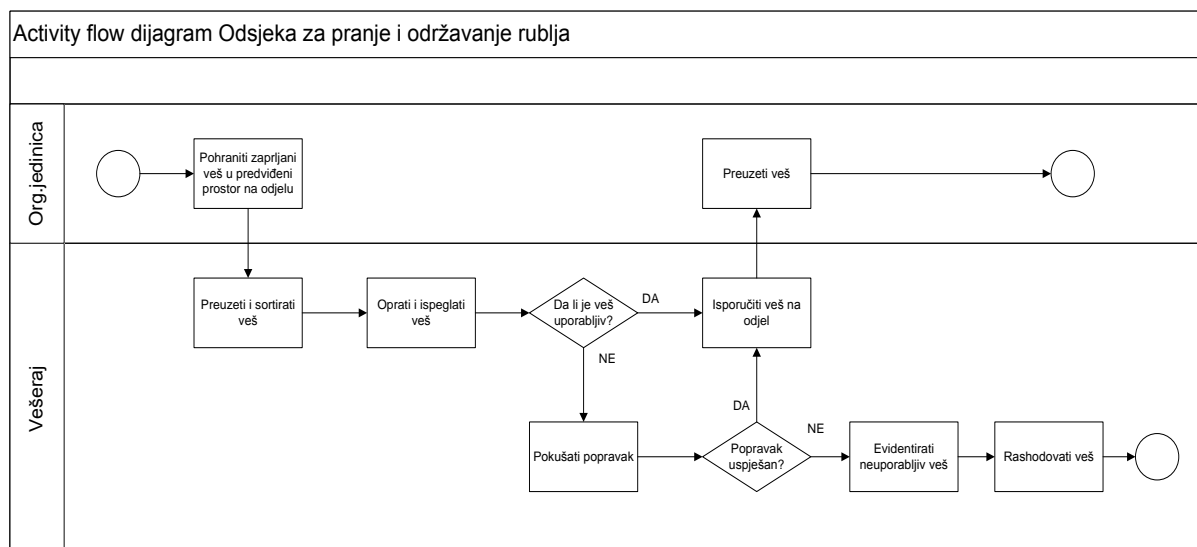 Activity flow dijagram Odsjeka za pranje i održavanje rublja
Org.jedinica
Pohraniti zaprljani
veš u predviđeni
prostor na odjelu
Preuzeti veš
Vešeraj
Preuzeti i sortirati
veš
Oprati i ispeglati
veš
Da li je veš
uporabljiv?
DA
Isporučiti veš na
odjel
NE
Pokušati popravak
DA
Popravak
uspješan?
NE
Evidentirati
neuporabljiv veš
Rashodovati veš